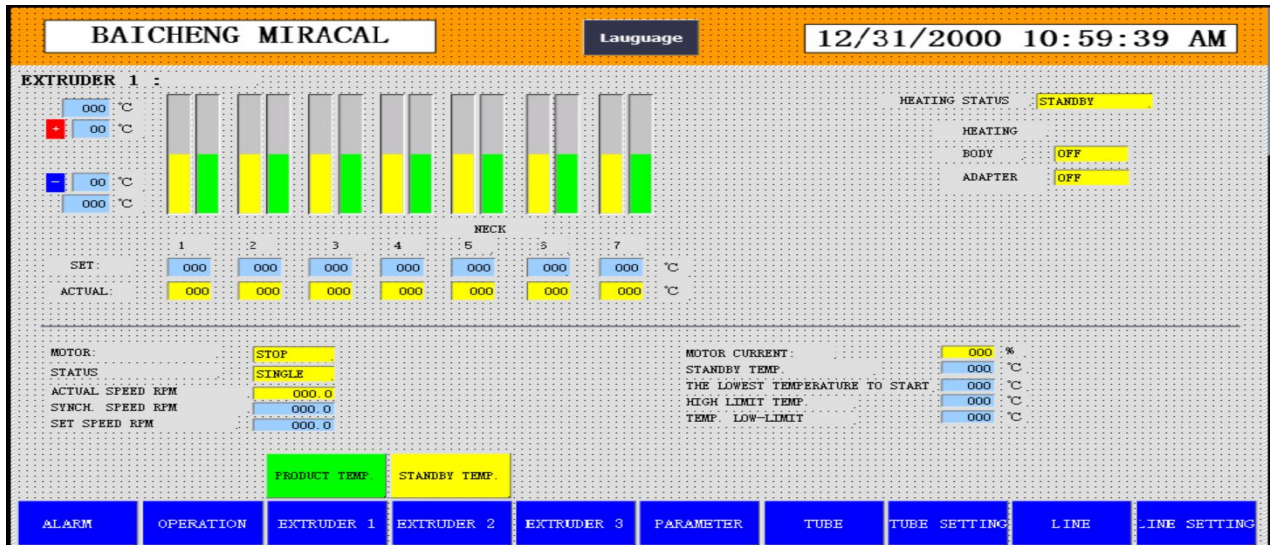 BAICHENG MIRACAL
Lauguage
12/31/2000 10:59:39 AM
EXTRUDER 1 :
000 °C
+ 00 °C
- 00 °C
000 °C
HEATING STATUS STANDBY
HEATING
BODY OFF
ADAPTER OFF
NECK
1 2 3 4 5 6 7
SET: 000 000 000 000 000 000 000 °C
ACTUAL: 000 000 000 000 000 000 000 °C
MOTOR: STOP
STATUS SINGLE
ACTUAL SPEED RPM 000.0
SYNCH. SPEED RPM 000.0
SET SPEED RPM 000.0
MOTOR CURRENT: 000 %
STANDBY TEMP. 000 °C
THE LOWEST TEMPERATURE TO START 000 °C
HIGH LIMIT TEMP. 000 °C
TEMP. LOW-LIMIT 000 °C
PRODUCT TEMP. STANDBY TEMP.
ALARM OPERATION EXTRUDER 1 EXTRUDER 2 EXTRUDER 3 PARAMETER TUBE TUBE SETTING LINE LINE SETTING